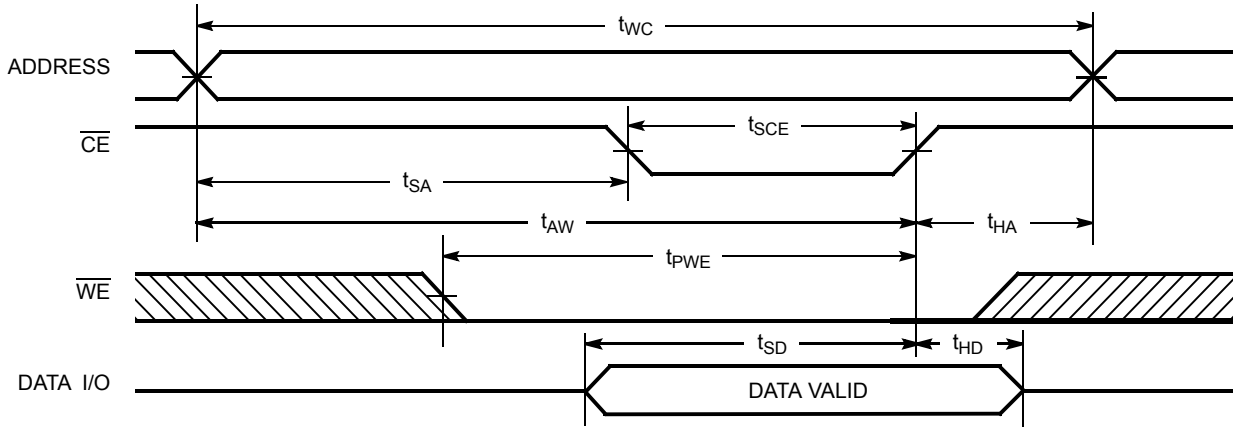 tWC
ADDRESS
CE
tSCE
tSA
tAW
tHA
tPWE
WE
tSD
tHD
DATA I/O
DATA VALID